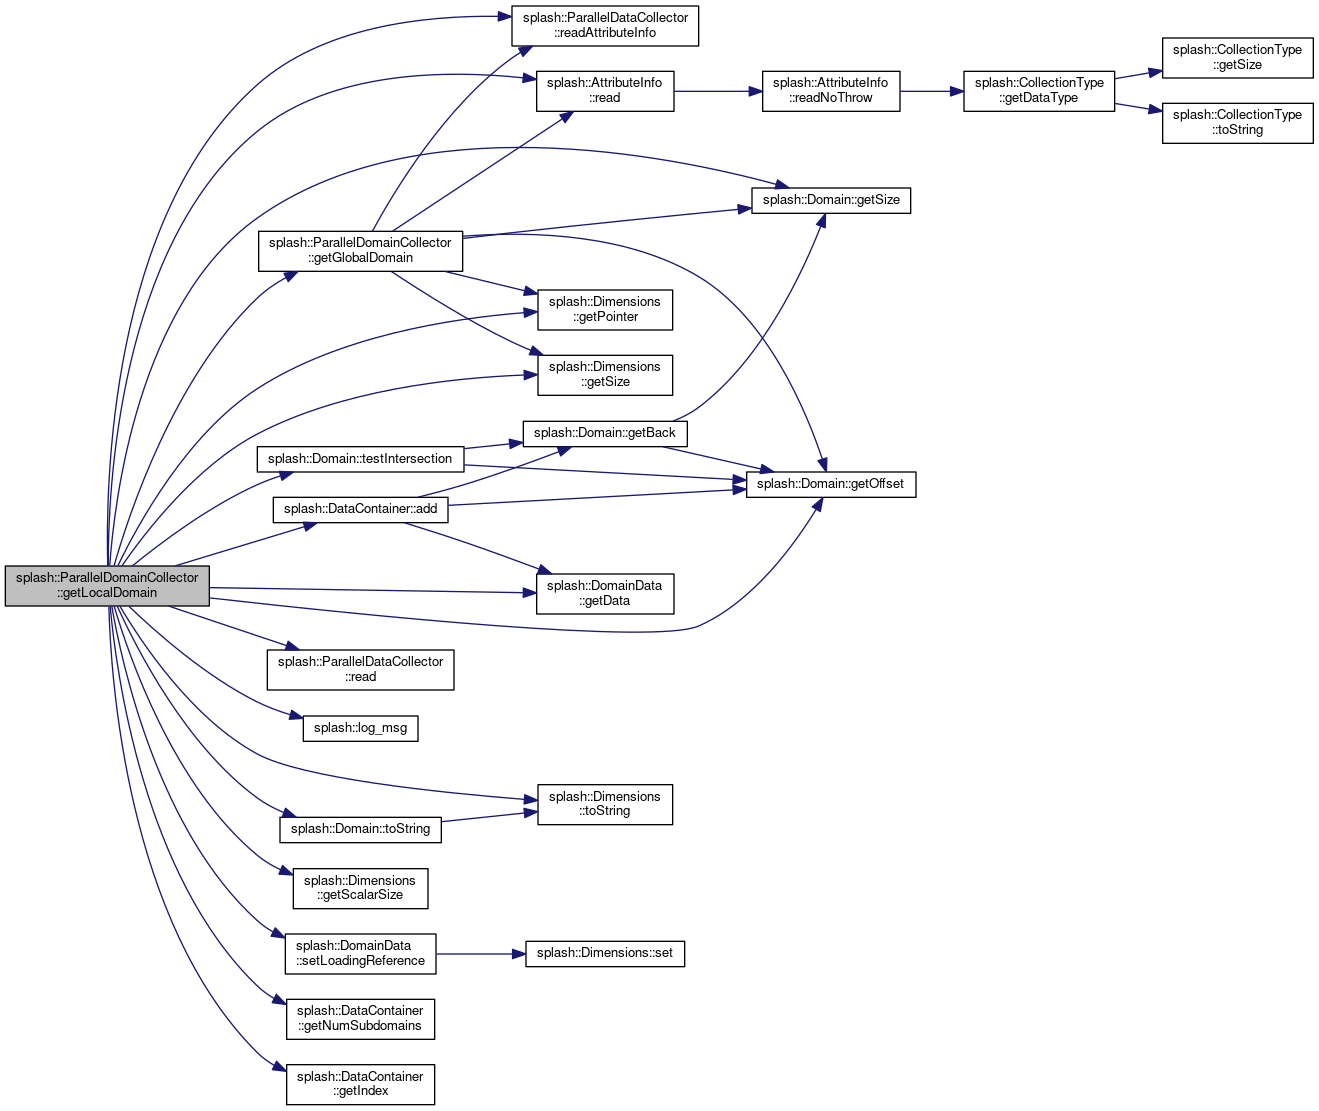 splash::ParallelDataCollector
::readAttributeInfo
splash::AttributeInfo
::read
splash::AttributeInfo
::readNoThrow
splash::CollectionType
::getDataType
splash::CollectionType
::getSize
splash::CollectionType
::toString
splash::Domain::getSize
splash::ParallelDomainCollector
::getGlobalDomain
splash::Dimensions
::getPointer
splash::Dimensions
::getSize
splash::Domain::getBack
splash::Domain::testIntersection
splash::Domain::getOffset
splash::DataContainer::add
splash::ParallelDomainCollector
::getLocalDomain
splash::DomainData
::getData
splash::ParallelDataCollector
::read
splash::log_msg
splash::Dimensions
::toString
splash::Domain::toString
splash::Dimensions
::getScalarSize
splash::DomainData
::setLoadingReference
splash::Dimensions::set
splash::DataContainer
::getNumSubdomains
splash::DataContainer
::getIndex